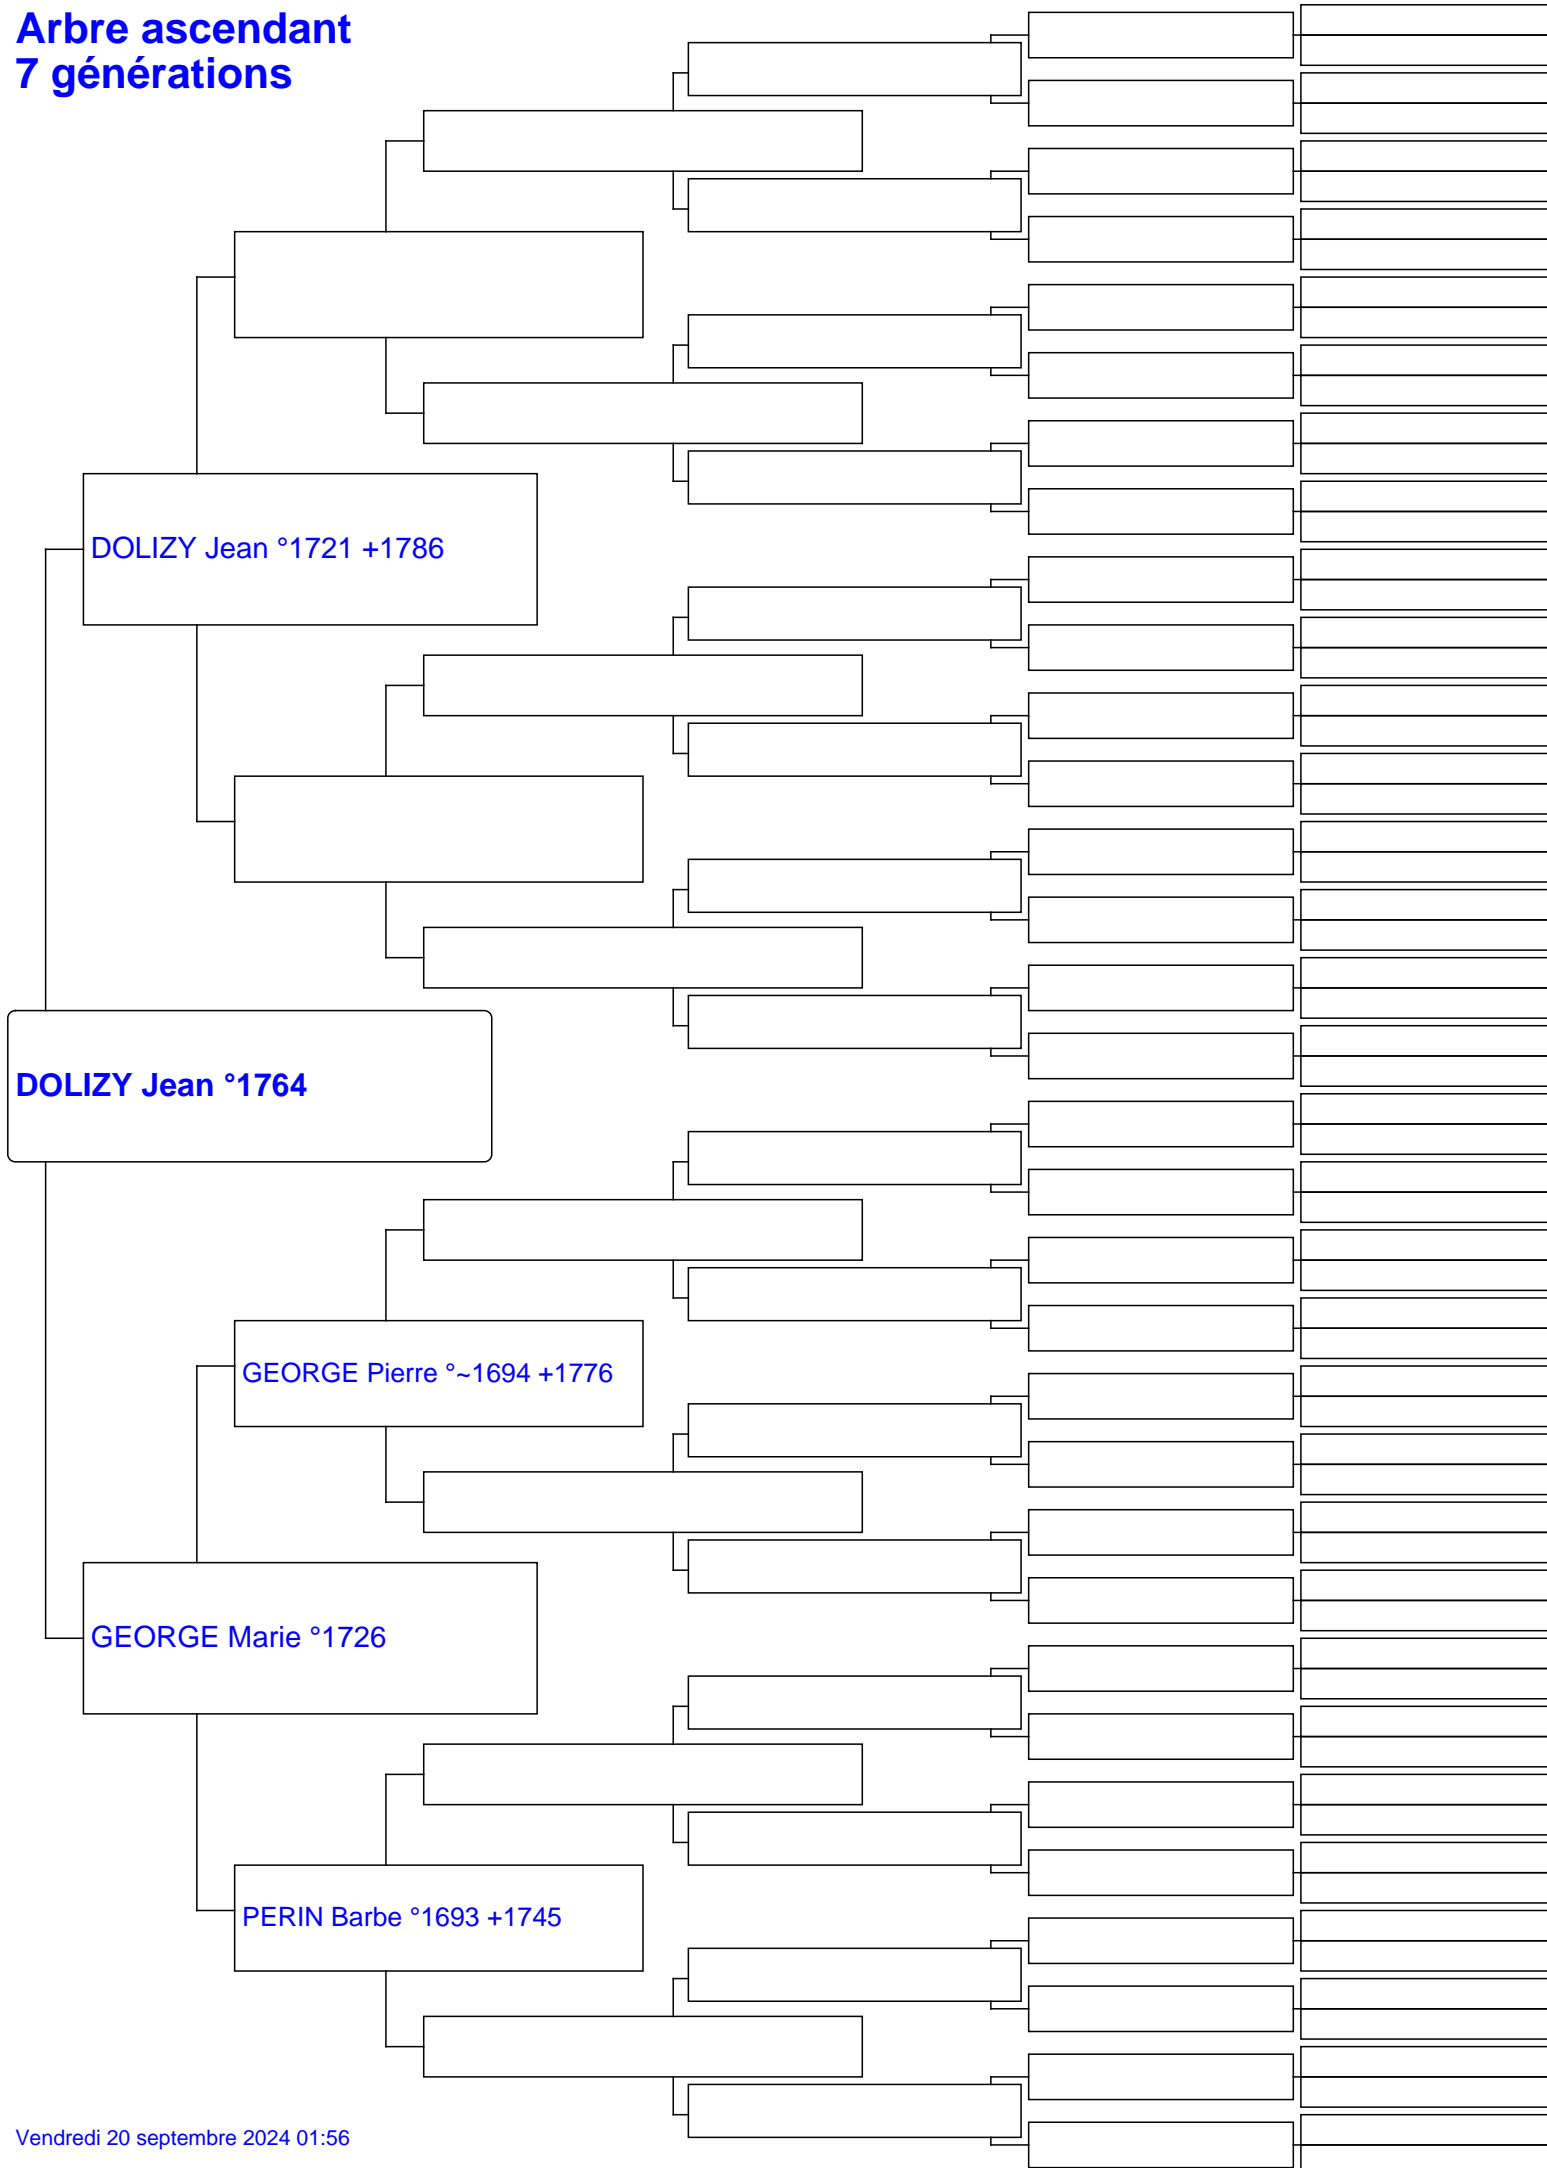 Arbre ascendant
7 générations
DOLIZY Jean °1721 +1786
DOLIZY Jean °1764
GEORGE Pierre °~1694 +1776
GEORGE Marie °1726
PERIN Barbe °1693 +1745
Vendredi 20 septembre 2024 01:56